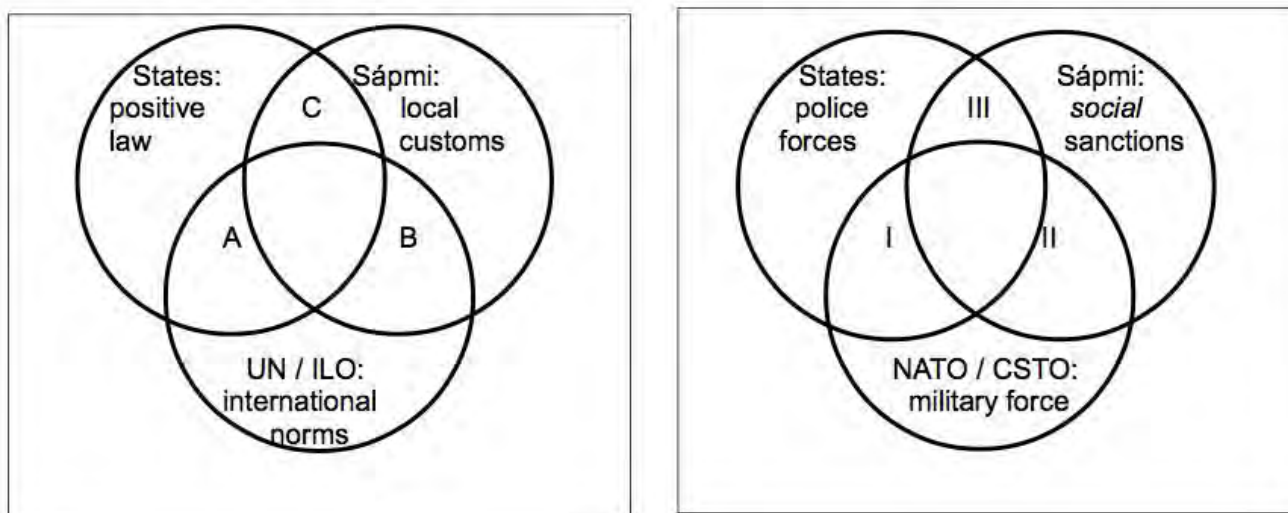 States:
positive
law
C
Sápmi:
local
customs
A
B
UN / ILO:
international
norms
States:
police
forces
III
Sápmi:
social
sanctions
I
II
NATO / CSTO:
military force